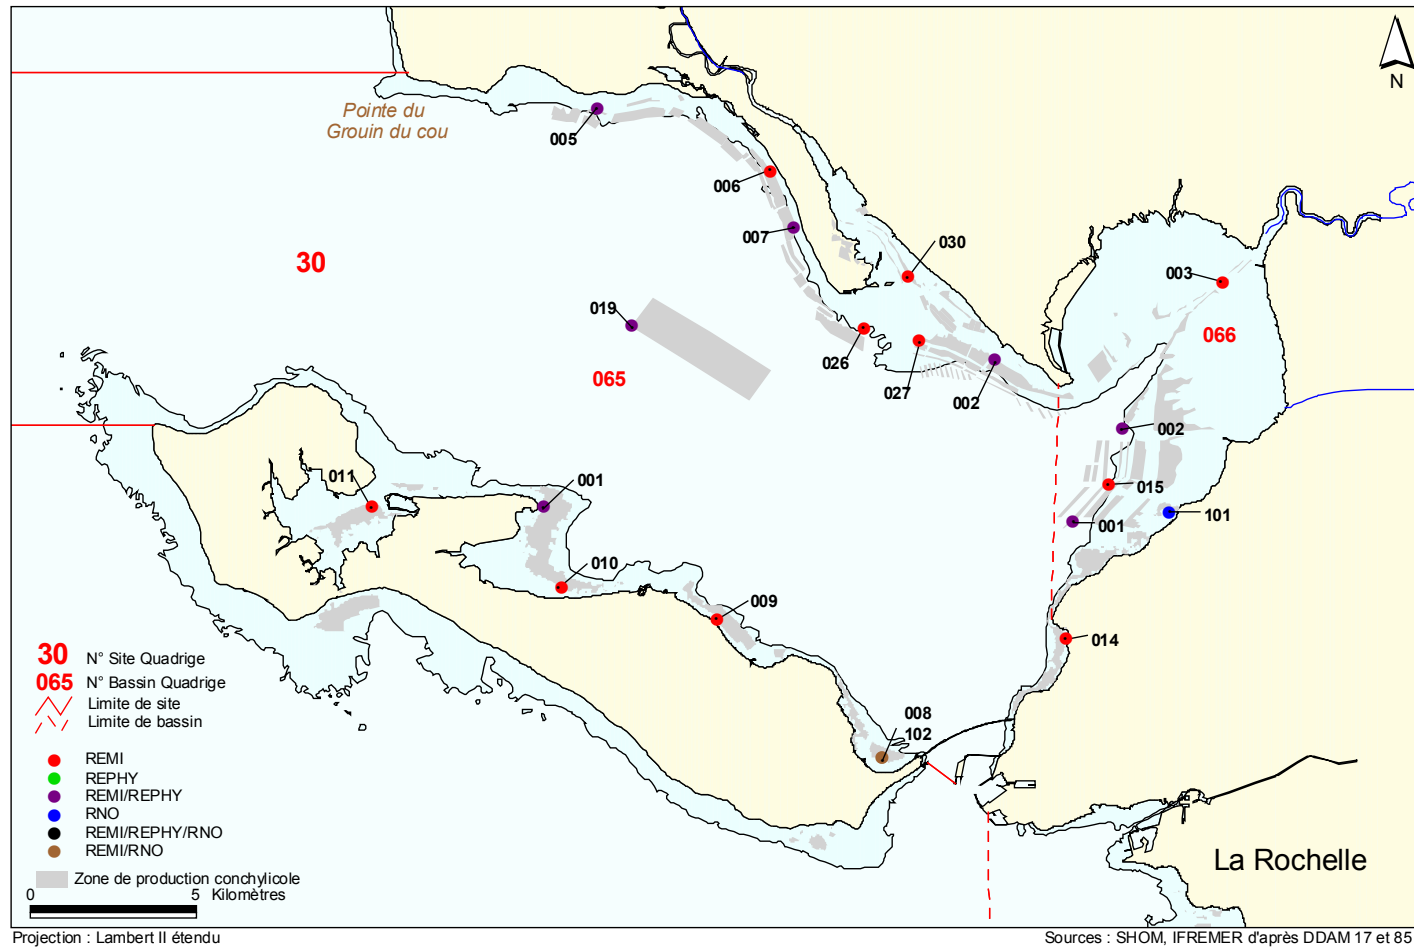 N
Pointe du
Grouin du cou
005
006
007
030
003
30
019
066
026
065
027
002
002
011
001
015
001
101
010
009
014
30 N° Site Quadrige
065 N° Bassin Quadrige
Limite de site
Limite de bassin
008
102
REMI
REPHY
REMI/REPHY
RNO
REMI/REPHY/RNO
REMI/RNO
La Rochelle
Zone de production conchylicole
0 5 Kilomètres
Projection : Lambert II étendu
Sources : SHOM, IFREMER d'après DDAM 17 et 85